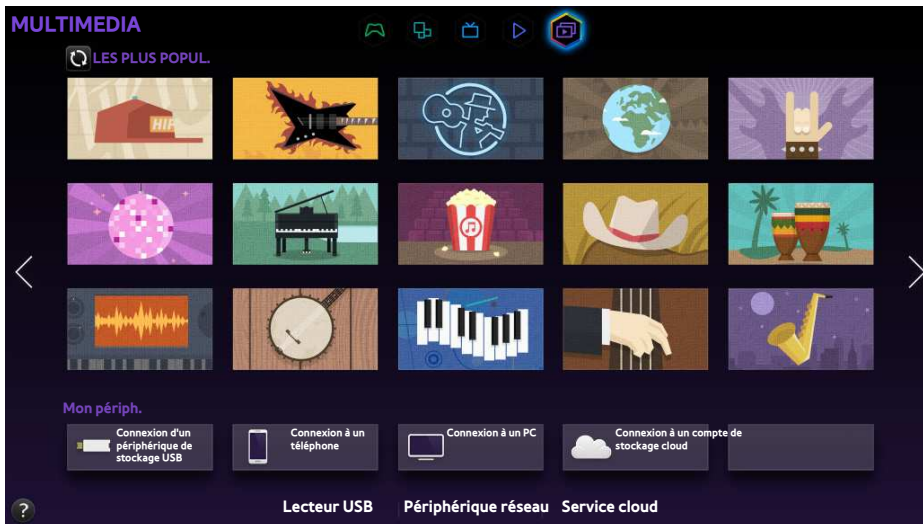 MULTIMEDIA
LES PLUS POPUL.
HIP
Mon périph.
Connexion d'un
périphérique de
stockage USB
Connexion à un
téléphone
Connexion à un PC
Connexion à un compte de
stockage cloud
?
Lecteur USB
Périphérique réseau
Service cloud